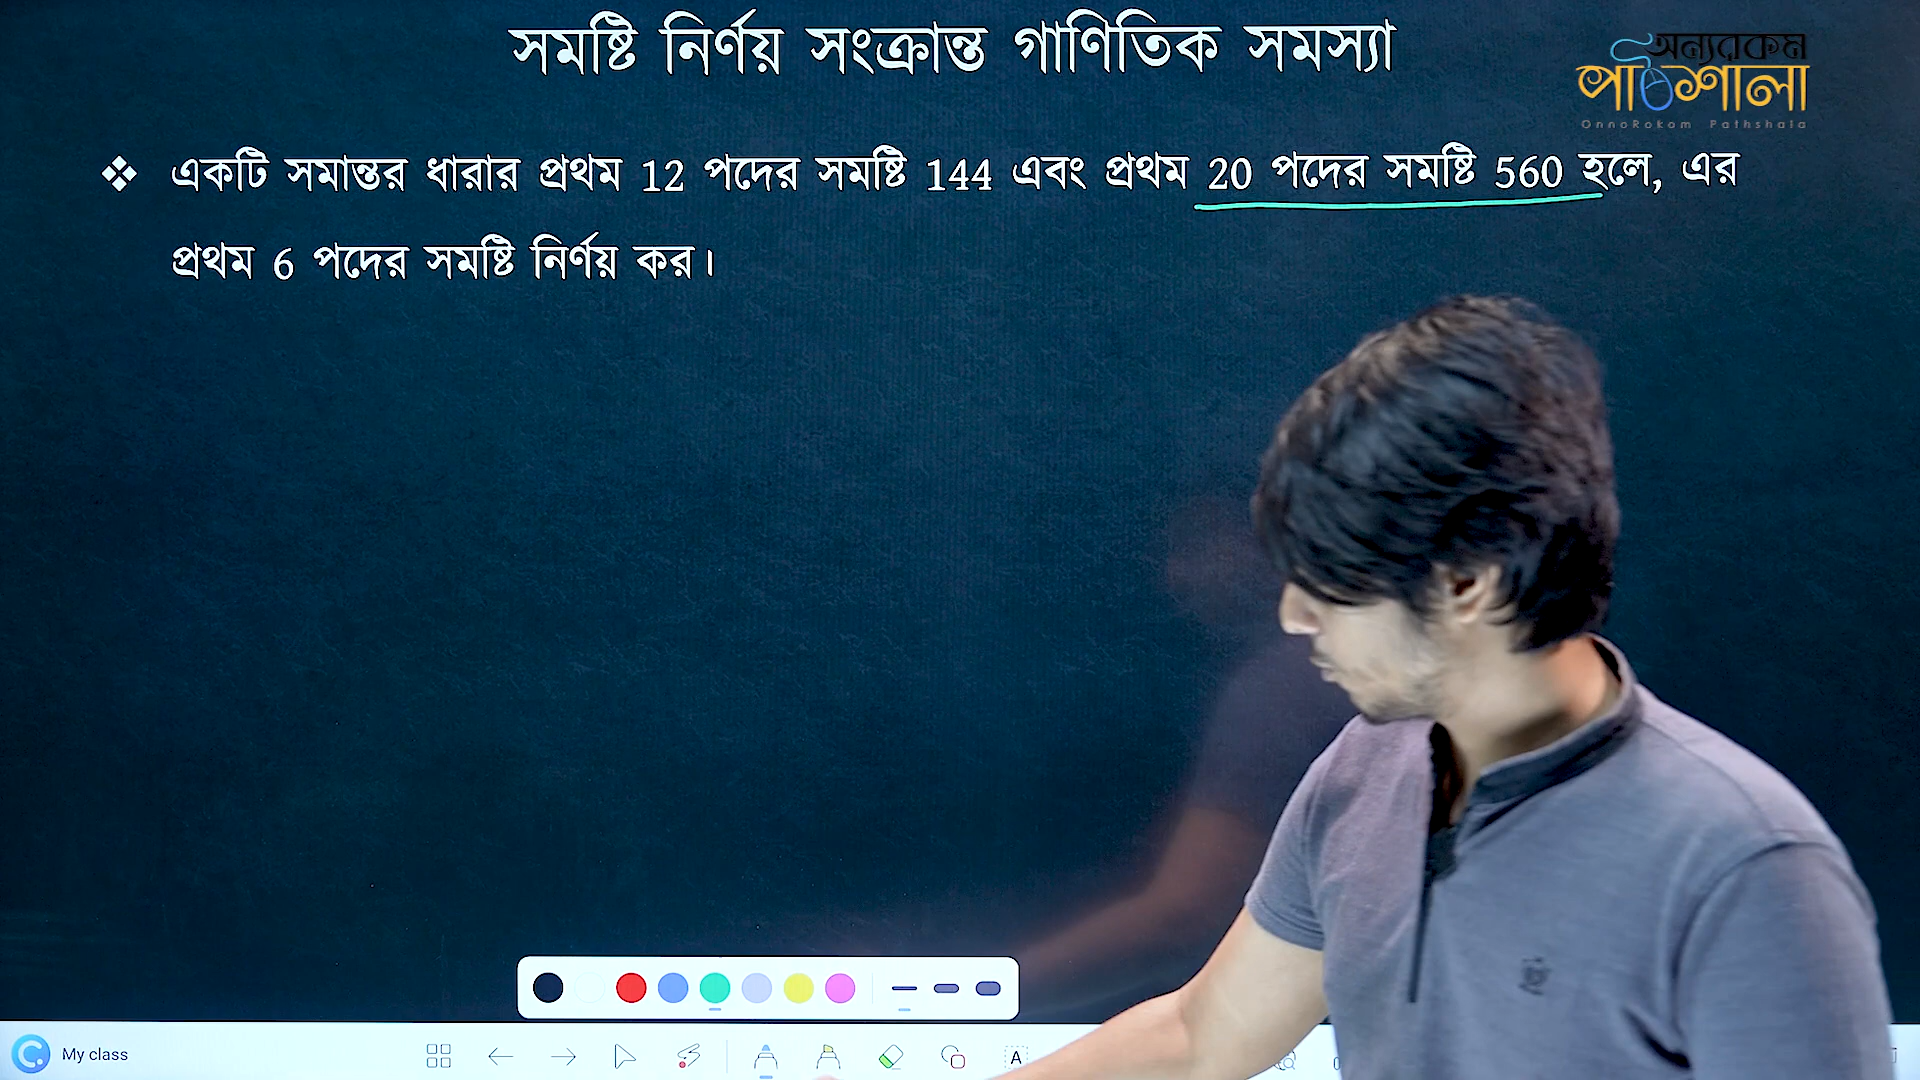 সমষ্টি নির্ণয় সংক্রান্ত গাণিতিক সমস্যা
অন্যরকম
পাঠশালা
OnnoRokom Pathshala
❖ একটি সমান্তর ধারার প্রথম 12 পদের সমষ্টি 144 এবং প্রথম 20 পদের সমষ্টি 560 হলে, এর
প্রথম 6 পদের সমষ্টি নির্ণয় কর।
My class
A